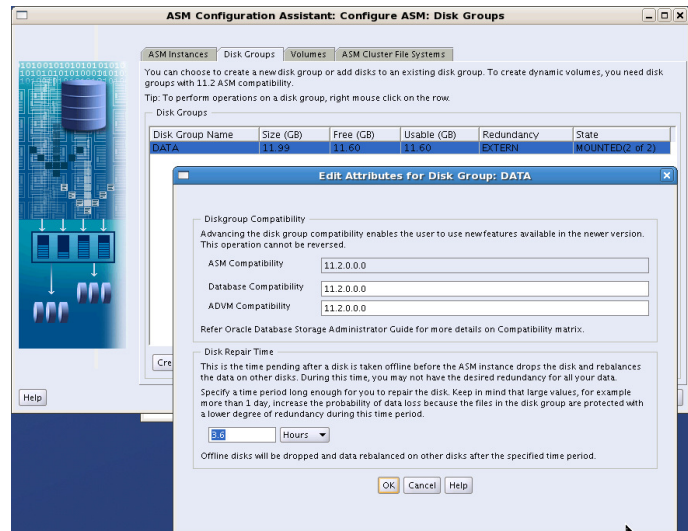 ASM Configuration Assistant: Configure ASM: Disk Groups
ASM Instances Disk Groups Volumes ASM Cluster File Systems
You can choose to create a new disk group or add disks to an existing disk group. To create dynamic volumes, you need disk
groups with 11.2 ASM compatibility.
Tip: To perform operations on a disk group, right mouse click on the row.
Disk Groups
Disk Group Name Size (GB) Free (GB) Usable (GB) Redundancy State
DATA 11.99 11.60 11.60 EXTERN MOUNTED(2 of 2)
Edit Attributes for Disk Group: DATA
Diskgroup Compatibility
Advancing the disk group compatibility enables the user to use new features available in the newer version.
This operation cannot be reversed.
ASM Compatibility 11.2.0.0.0
Database Compatibility 11.2.0.0.0
ADVM Compatibility 11.2.0.0.0
Refer Oracle Database Storage Administrator Guide for more details on Compatibility matrix.
Disk Repair Time
This is the time pending after a disk is taken offline before the ASM instance drops the disk and rebalances
the data on other disks. During this time, you may not have the desired redundancy for all your data.
Specify a time period long enough for you to repair the disk. Keep in mind that large values, for example
more than 1 day, increase the probability of data loss because the files in the disk group are protected with
a lower degree of redundancy during this time period.
3.6 Hours
Offline disks will be dropped and data rebalanced on other disks after the specified time period.
OK Cancel Help
Cre
Help